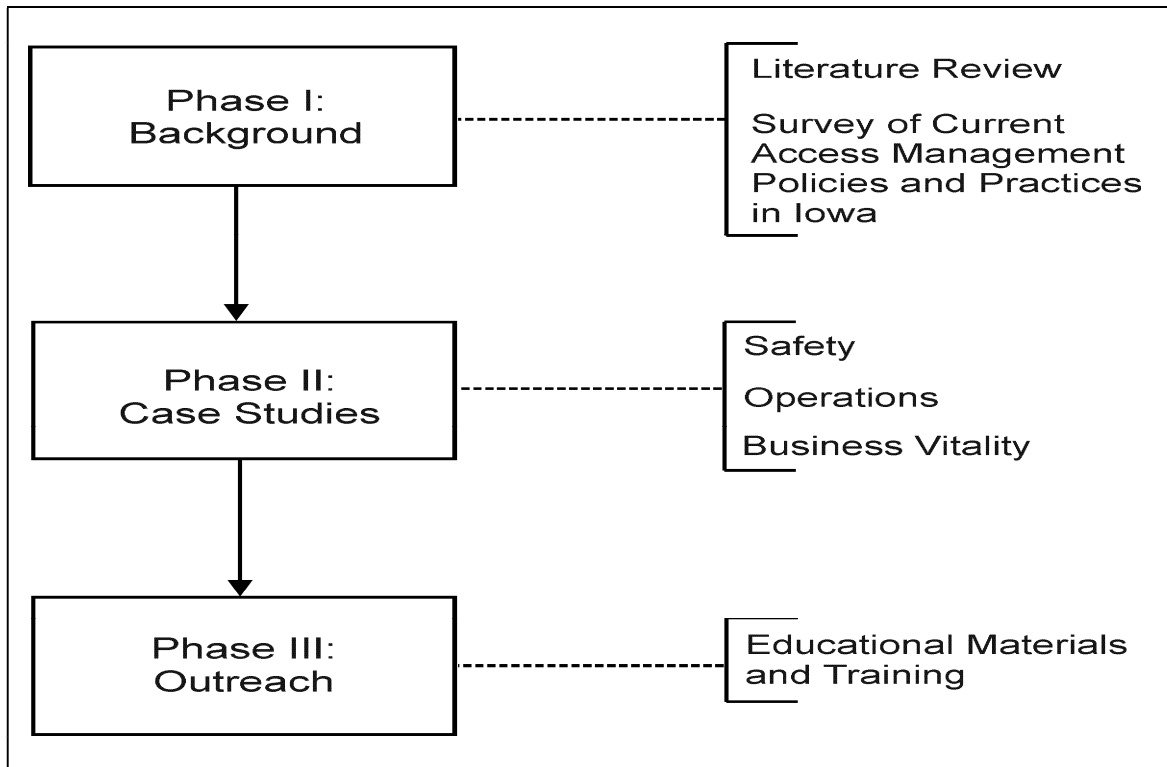 Phase I:
Background
Literature Review
Survey of Current
Access Management
Policies and Practices
in Iowa
Phase II:
Case Studies
Safety
Operations
Business Vitality
Phase III:
Outreach
Educational Materials
and Training